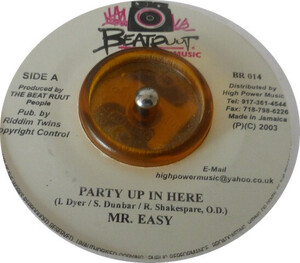 BEATRUUT
MUSIC
SIDE A
Produced by
THE BEAT RUUT
People
Pub. by
Riddim Twins
Copyright Control
BR 014
Distributed by
High Power Music
Tel: 917-361-4544
Fax: 718-798-6226
Made in Jamaica
(P)(C) 2003
E-Mail
highpowermusic@yahoo.co.uk
PARTY UP IN HERE
(I. Dyer / S. Dunbar / R. Shakespare, O.D.)
MR. EASY